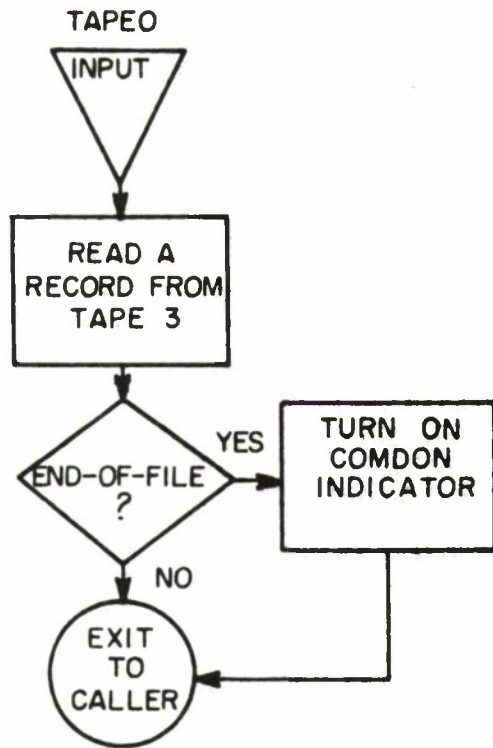 TAPEO
INPUT
READ A
RECORD FROM
TAPE 3
END-OF-FILE
?
YES
TURN ON
COMDON
INDICATOR
NO
EXIT
TO
CALLER